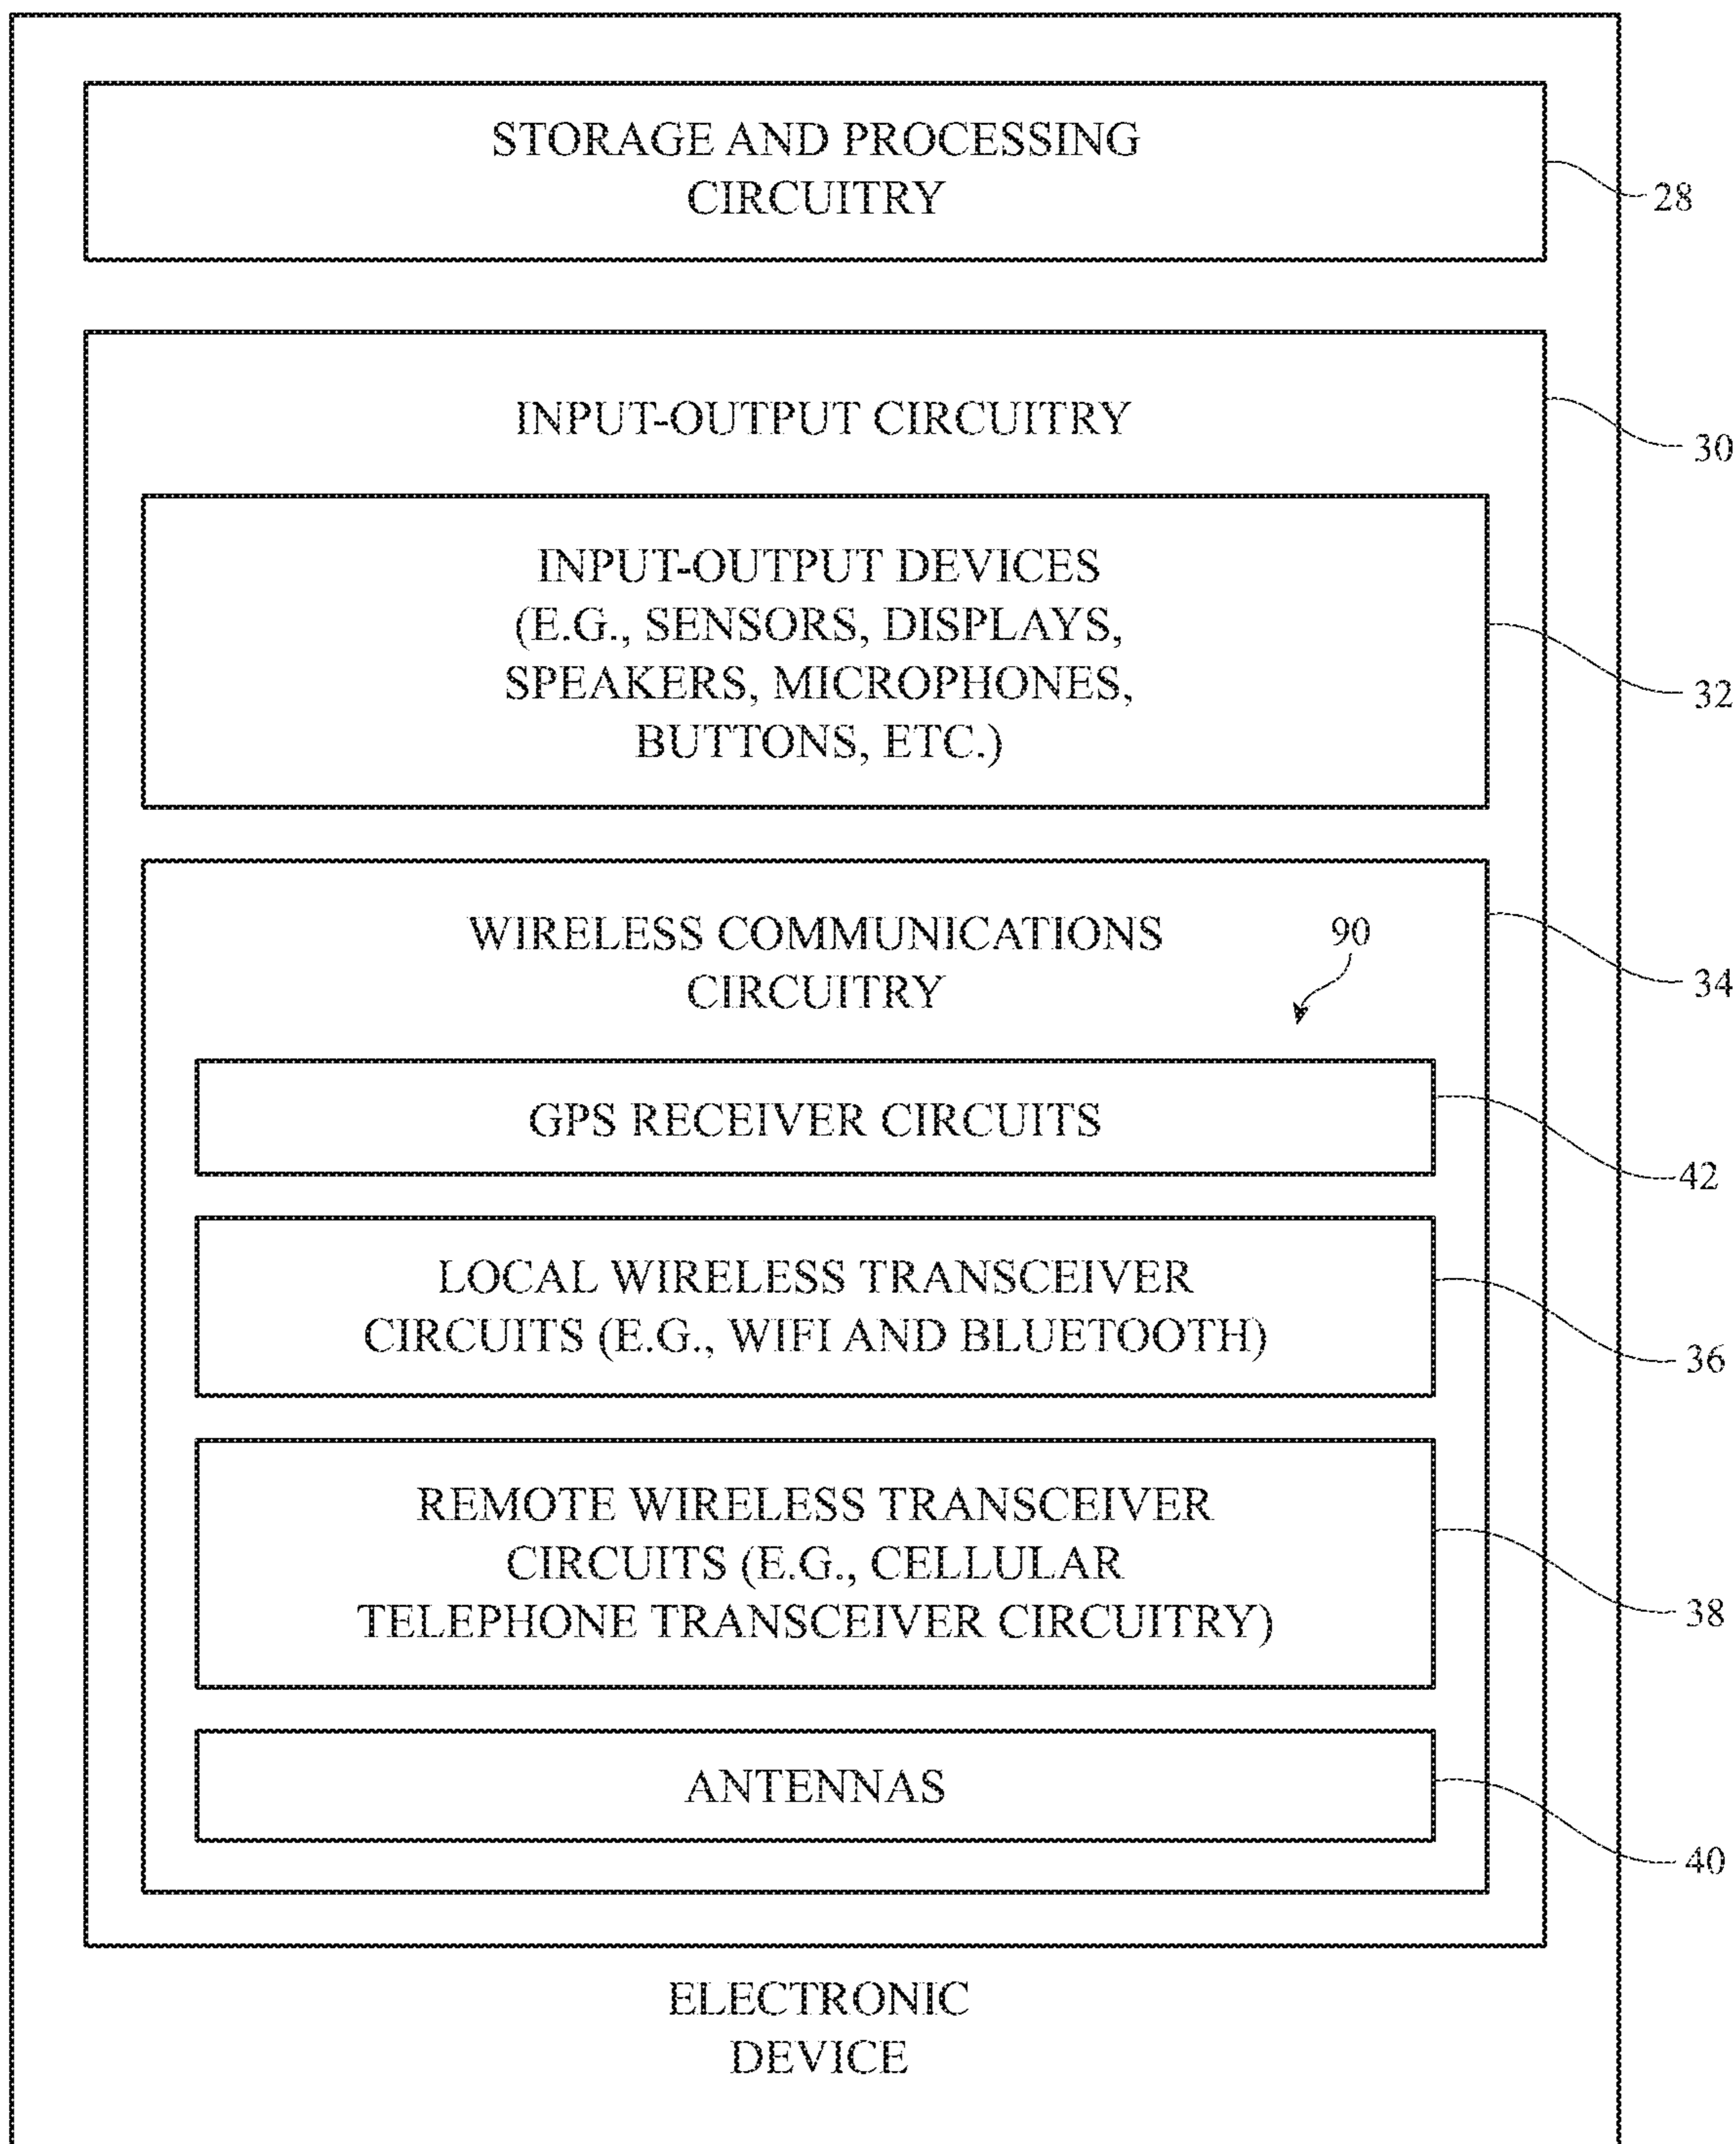 STORAGE AND PROCESSING
CIRCUITRY
28
INPUT-OUTPUT CIRCUITRY
30
INPUT-OUTPUT DEVICES
(E.G., SENSORS, DISPLAYS,
SPEAKERS, MICROPHONES,
BUTTONS, ETC.)
32
WIRELESS COMMUNICATIONS
CIRCUITRY
90
34
GPS RECEIVER CIRCUITS
42
LOCAL WIRELESS TRANSCEIVER
CIRCUITS (E.G., WIFI AND BLUETOOTH)
36
REMOTE WIRELESS TRANSCEIVER
CIRCUITS (E.G., CELLULAR
TELEPHONE TRANSCEIVER CIRCUITRY)
38
ANTENNAS
40
ELECTRONIC
DEVICE